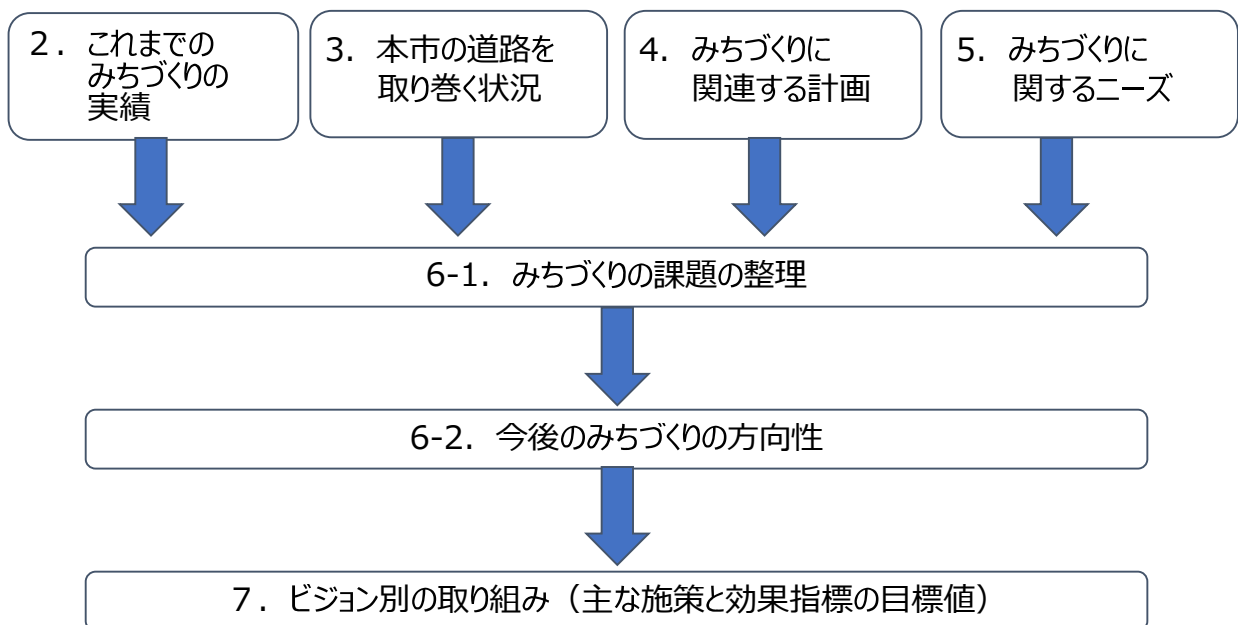 ２．これまでの
みちづくりの
実績
3．本市の道路を
取り巻く状況
4．みちづくりに
関連する計画
5．みちづくりに
関するニーズ
6-1．みちづくりの課題の整理
6-2．今後のみちづくりの方向性
７．ビジョン別の取り組み（主な施策と効果指標の目標値）